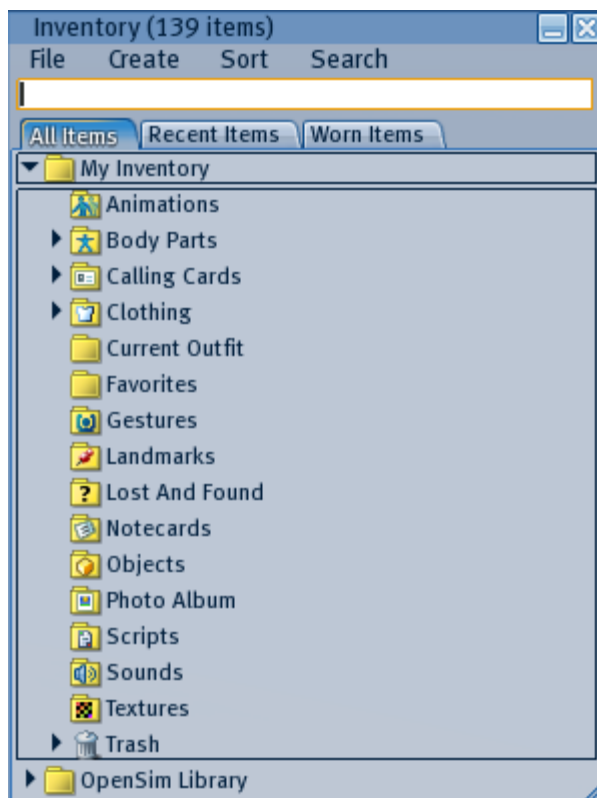 Inventory (139 items)
File Create Sort Search
All Items Recent Items Worn Items
My Inventory
Animations
Body Parts
Calling Cards
Clothing
Current Outfit
Favorites
Gestures
Landmarks
Lost And Found
Notecards
Objects
Photo Album
Scripts
Sounds
Textures
Trash
OpenSim Library